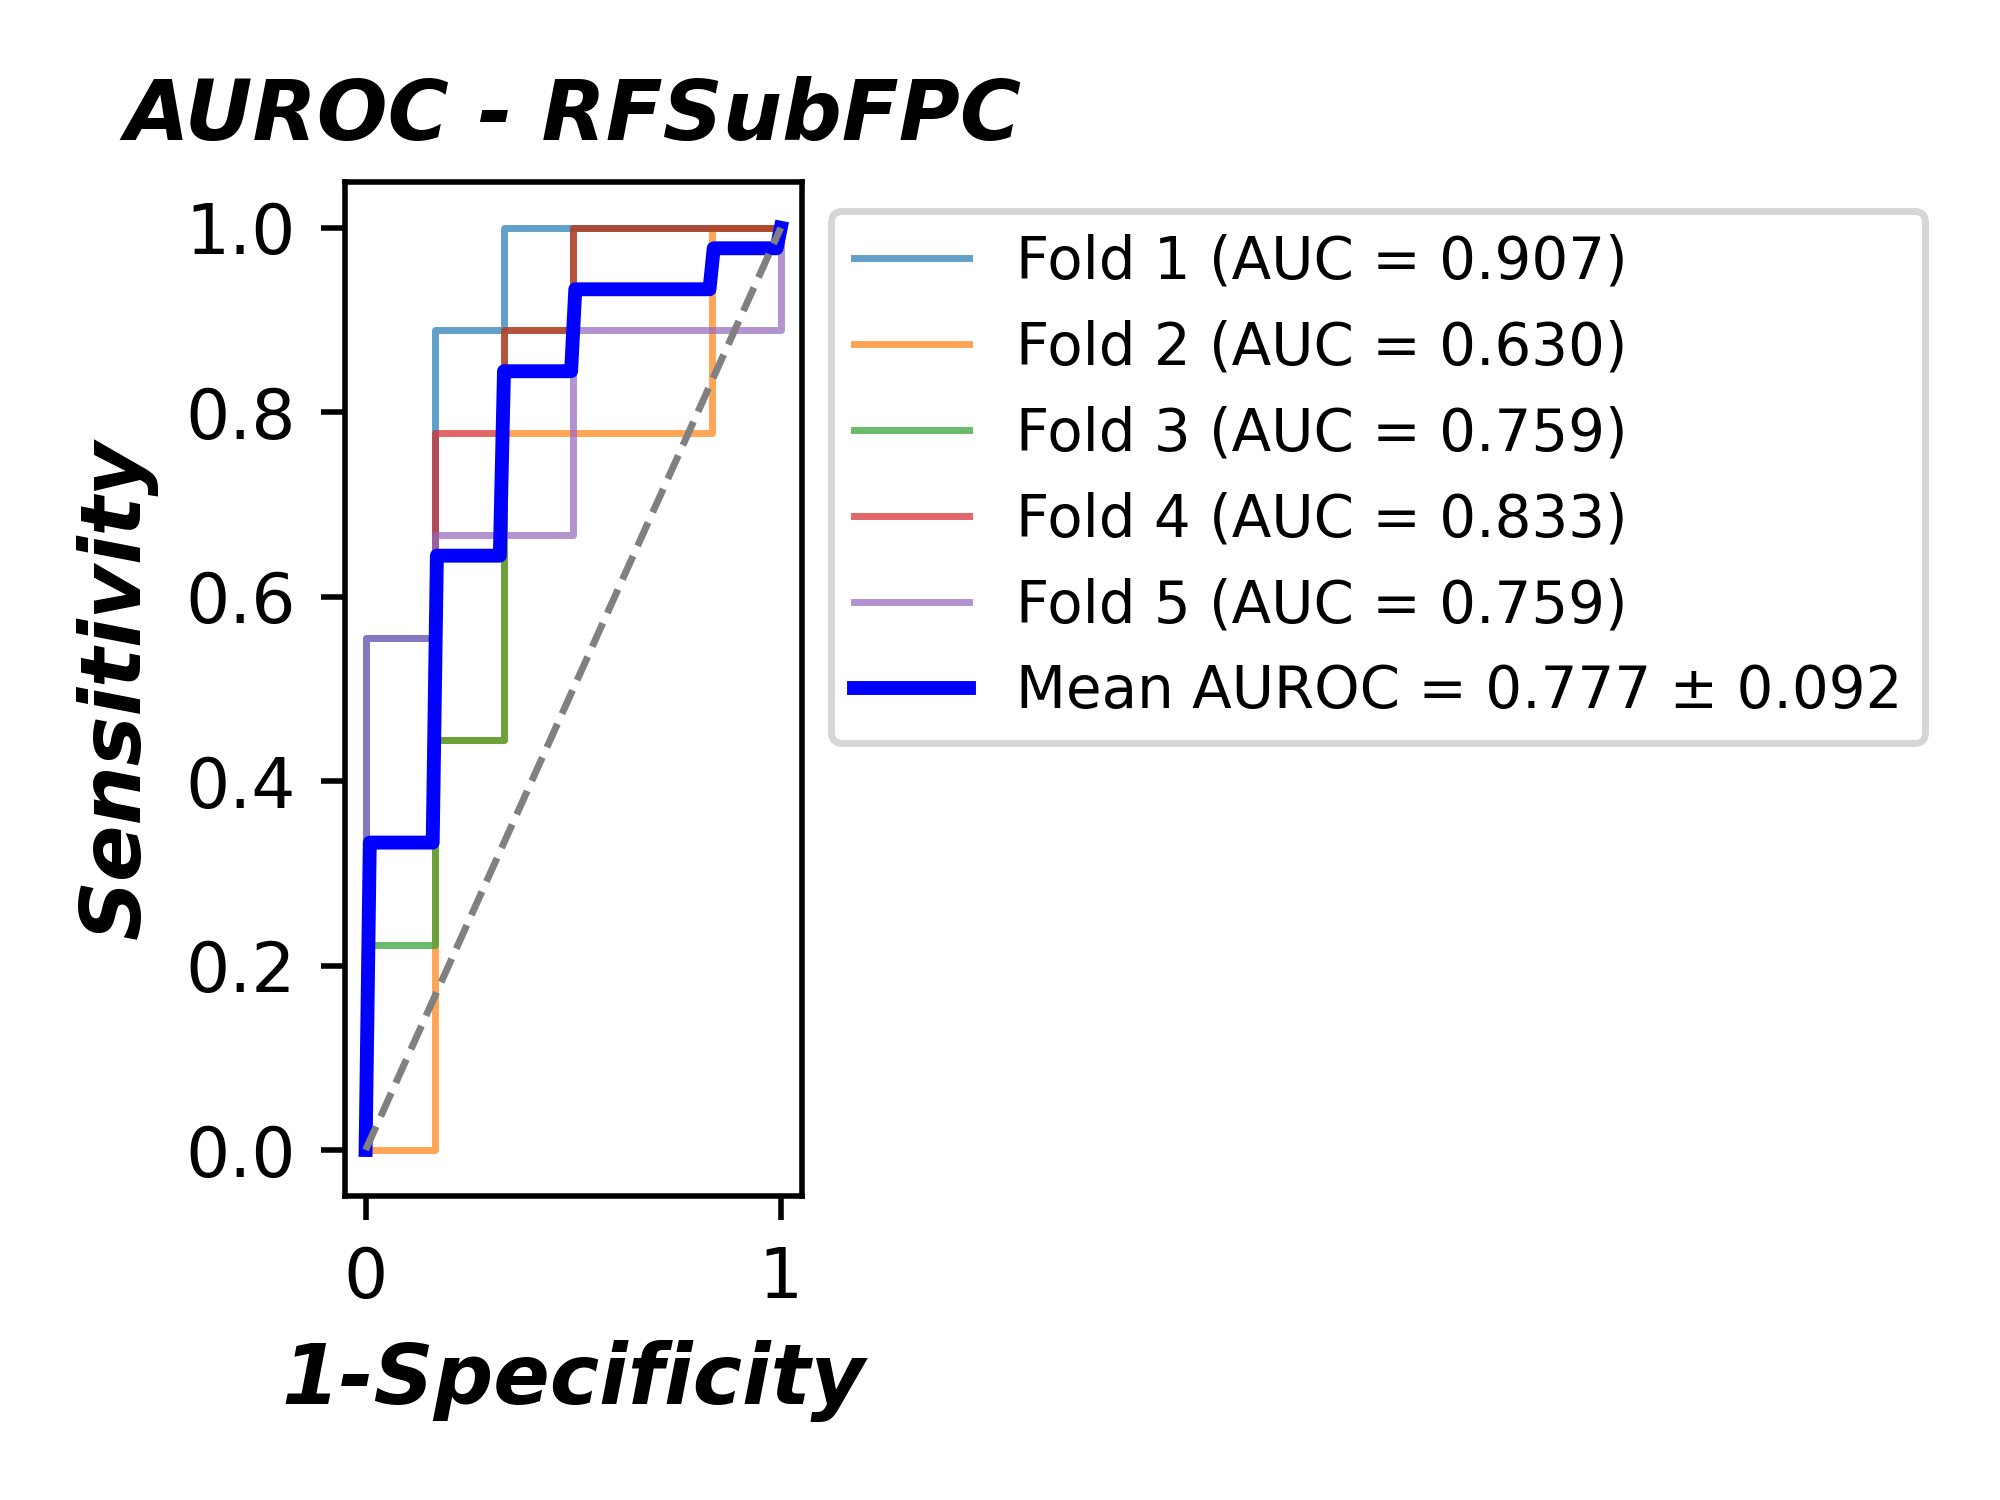 AUROC - RFSubFPC
1.0
0.8
0.6
0.4
0.2
0.0
Sensitivity
0 1
1-Specificity
Fold 1 (AUC = 0.907)
Fold 2 (AUC = 0.630)
Fold 3 (AUC = 0.759)
Fold 4 (AUC = 0.833)
Fold 5 (AUC = 0.759)
Mean AUROC = 0.777 ± 0.092